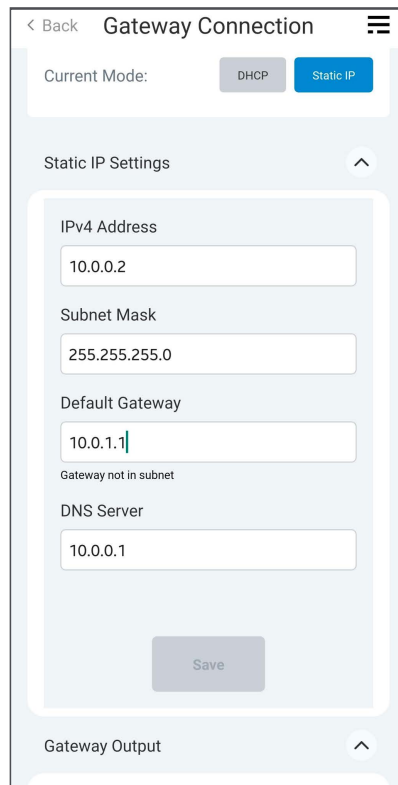 < Back Gateway Connection
Current Mode: DHCP Static IP
Static IP Settings
IPv4 Address
10.0.0.2
Subnet Mask
255.255.255.0
Default Gateway
10.0.1.1
Gateway not in subnet
DNS Server
10.0.0.1
Save
Gateway Output